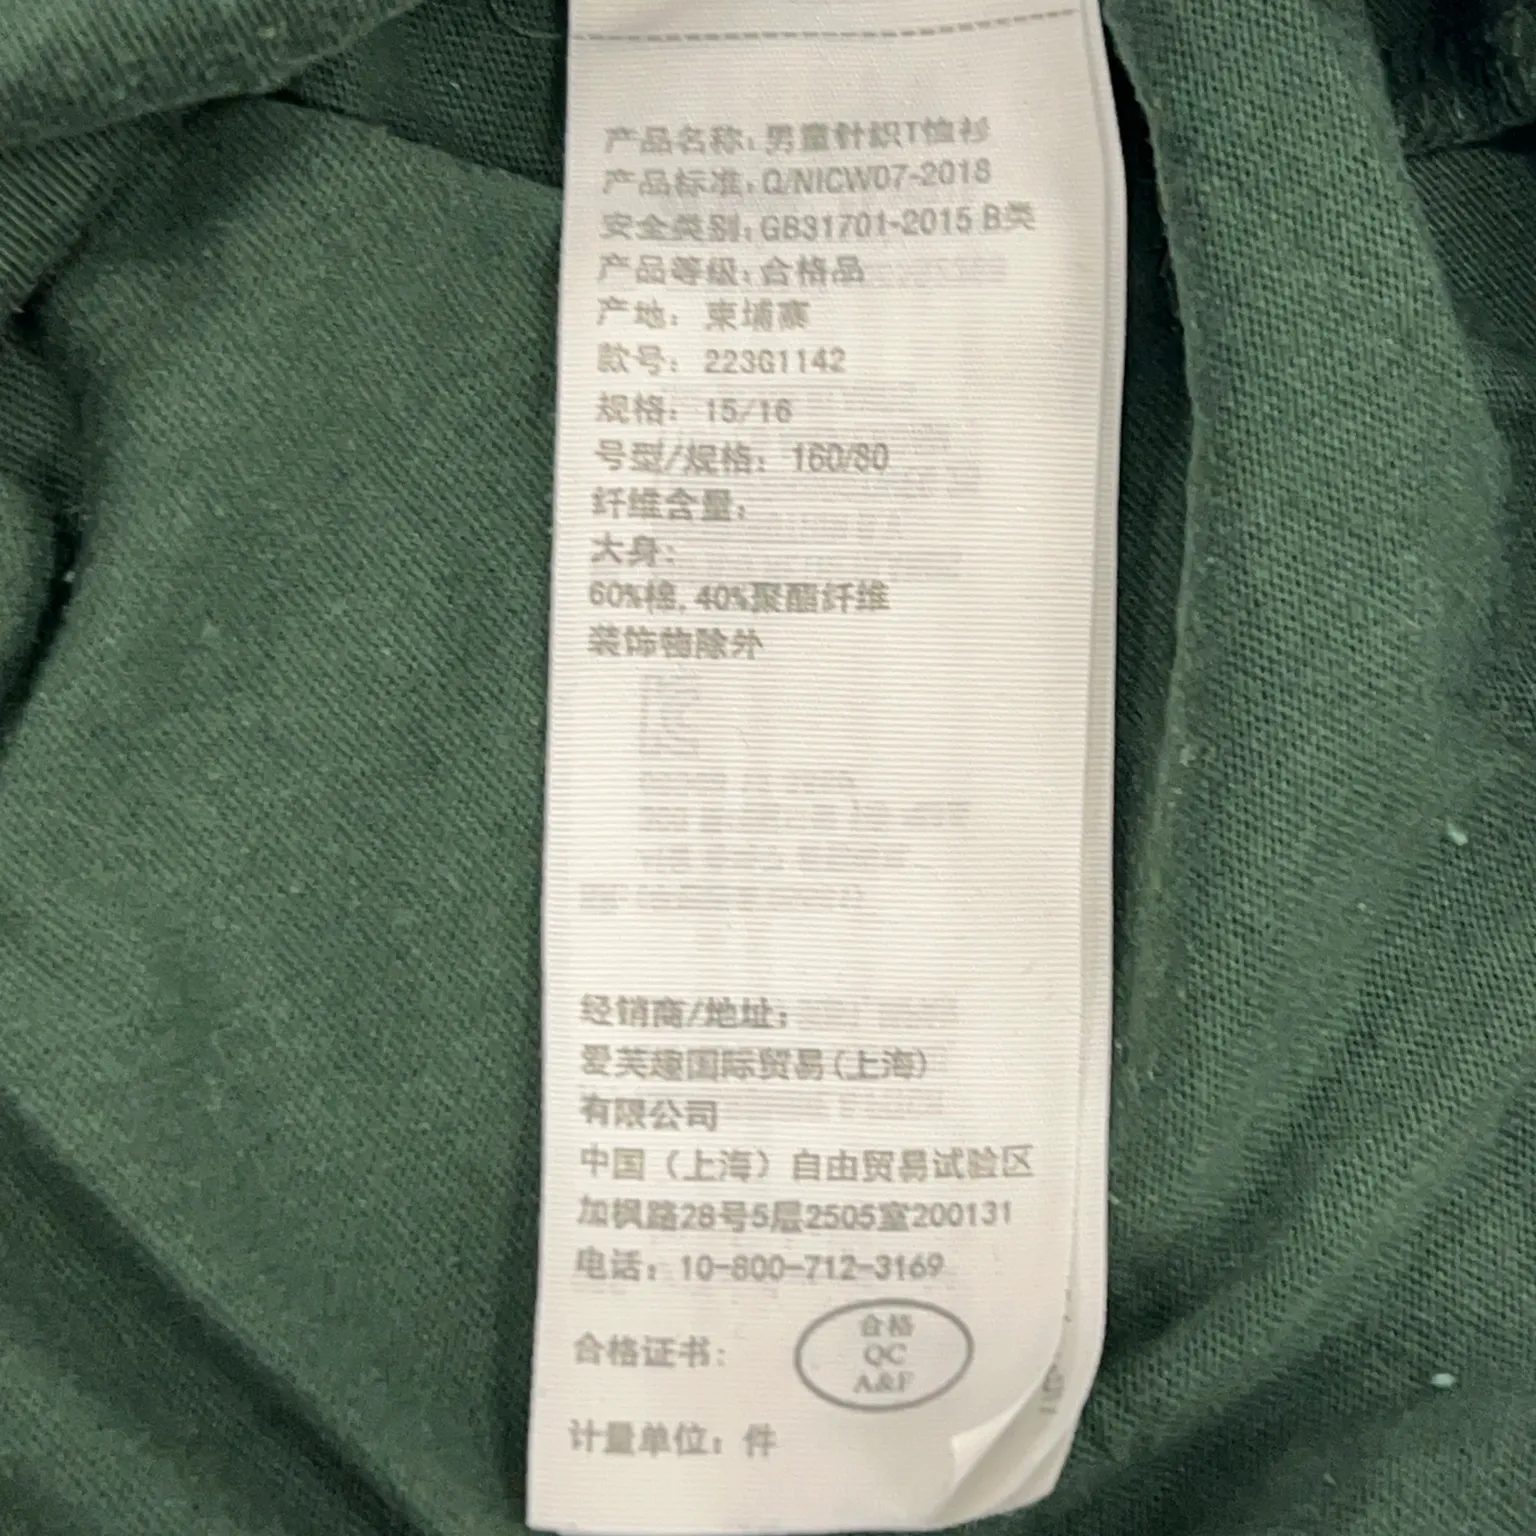 产品名称：男童针织T恤衫
产品标准：Q/NICW07-2018
安全类别：GB31701-2015 B类
产品等级：合格品
产地：柬埔寨
款号：223G1142
规格：15/16
号型/规格：160/80
纤维含量：
大身：
60%棉，40%聚酯纤维
装饰物除外
经销商/地址：
爱芙趣国际贸易（上海）
有限公司
中国（上海）自由贸易试验区
加枫路28号5层2505室200131
电话：10-800-712-3169
合格证书：
合格
QC
A&F
计量单位：件